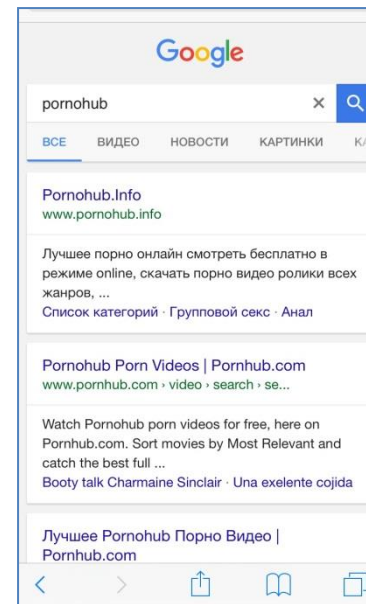 Google
pornohub
ВСЕ ВИДЕО НОВОСТИ КАРТИНКИ
Pornohub.Info
www.pornohub.info
Лучшее порно онлайн смотреть бесплатно в
режиме online, скачать порно видео ролики всех
жанров, ...
Список категорий · Групповой секс · Анал
Pornohub Porn Videos | Pornhub.com
www.pornhub.com › video › search › se...
Watch Pornohub porn videos for free, here on
Pornhub.com. Sort movies by Most Relevant and
catch the best full ...
Booty talk Charmaine Sinclair · Una exelente cojida
Лучшее Pornohub Порно Видео |
Pornhub.com